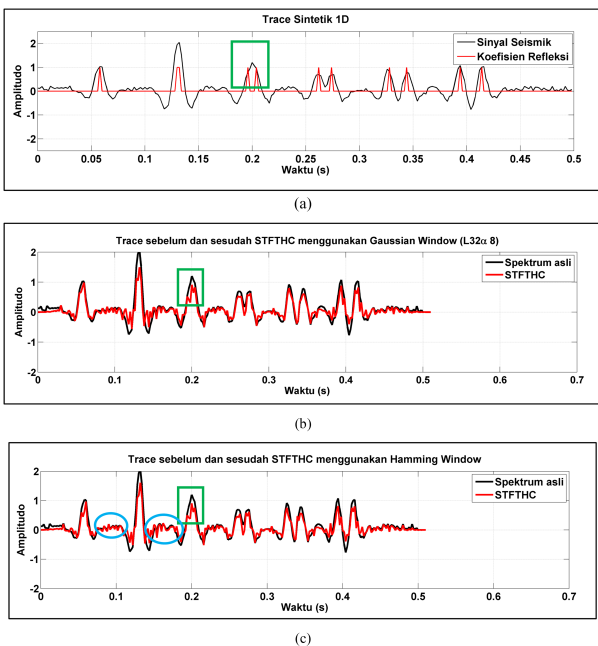 Trace Sintetik 1D
Sinyal Seismik
Koefisien Refleksi
Amplitudo
2
1
0
-1
-2
0 0.05 0.1 0.15 0.2 0.25 0.3 0.35 0.4 0.45 0.5
Waktu (s)
(a)
Trace sebelum dan sesudah STFTHC menggunakan Gaussian Window (L32α 8)
Spektrum asli
STFTHC
Amplitudo
2
1
0
-1
-2
0 0.1 0.2 0.3 0.4 0.5 0.6 0.7
Waktu (s)
(b)
Trace sebelum dan sesudah STFTHC menggunakan Hamming Window
Spektrum asli
STFTHC
Amplitudo
2
1
0
-1
-2
0 0.1 0.2 0.3 0.4 0.5 0.6 0.7
Waktu (s)
(c)